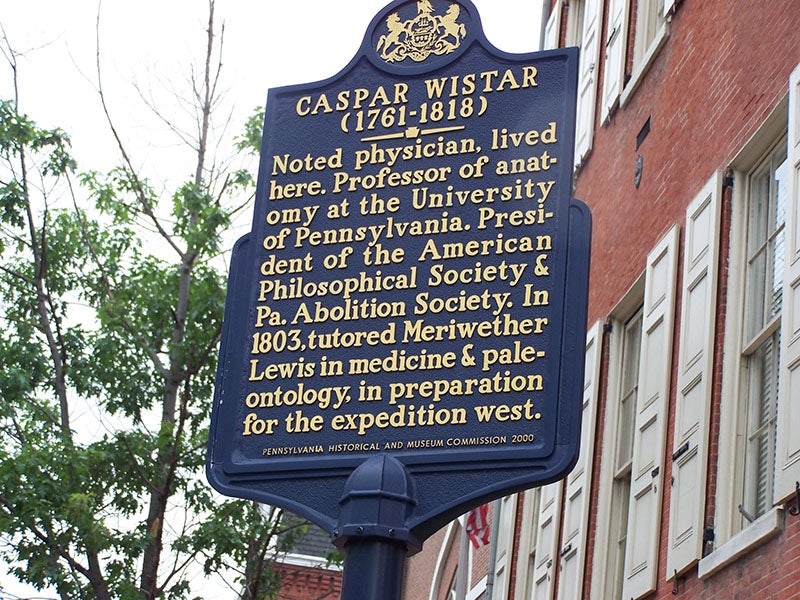 CASPAR WISTAR
(1761-1818)
Noted physician, lived
here. Professor of anat-
omy at the University
of Pennsylvania. Presi-
dent of the American
Philosophical Society &
Pa. Abolition Society. In
1803, tutored Meriwether
Lewis in medicine & pale-
ontology, in preparation
for the expedition west.
PENNSYLVANIA HISTORICAL AND MUSEUM COMMISSION 2000